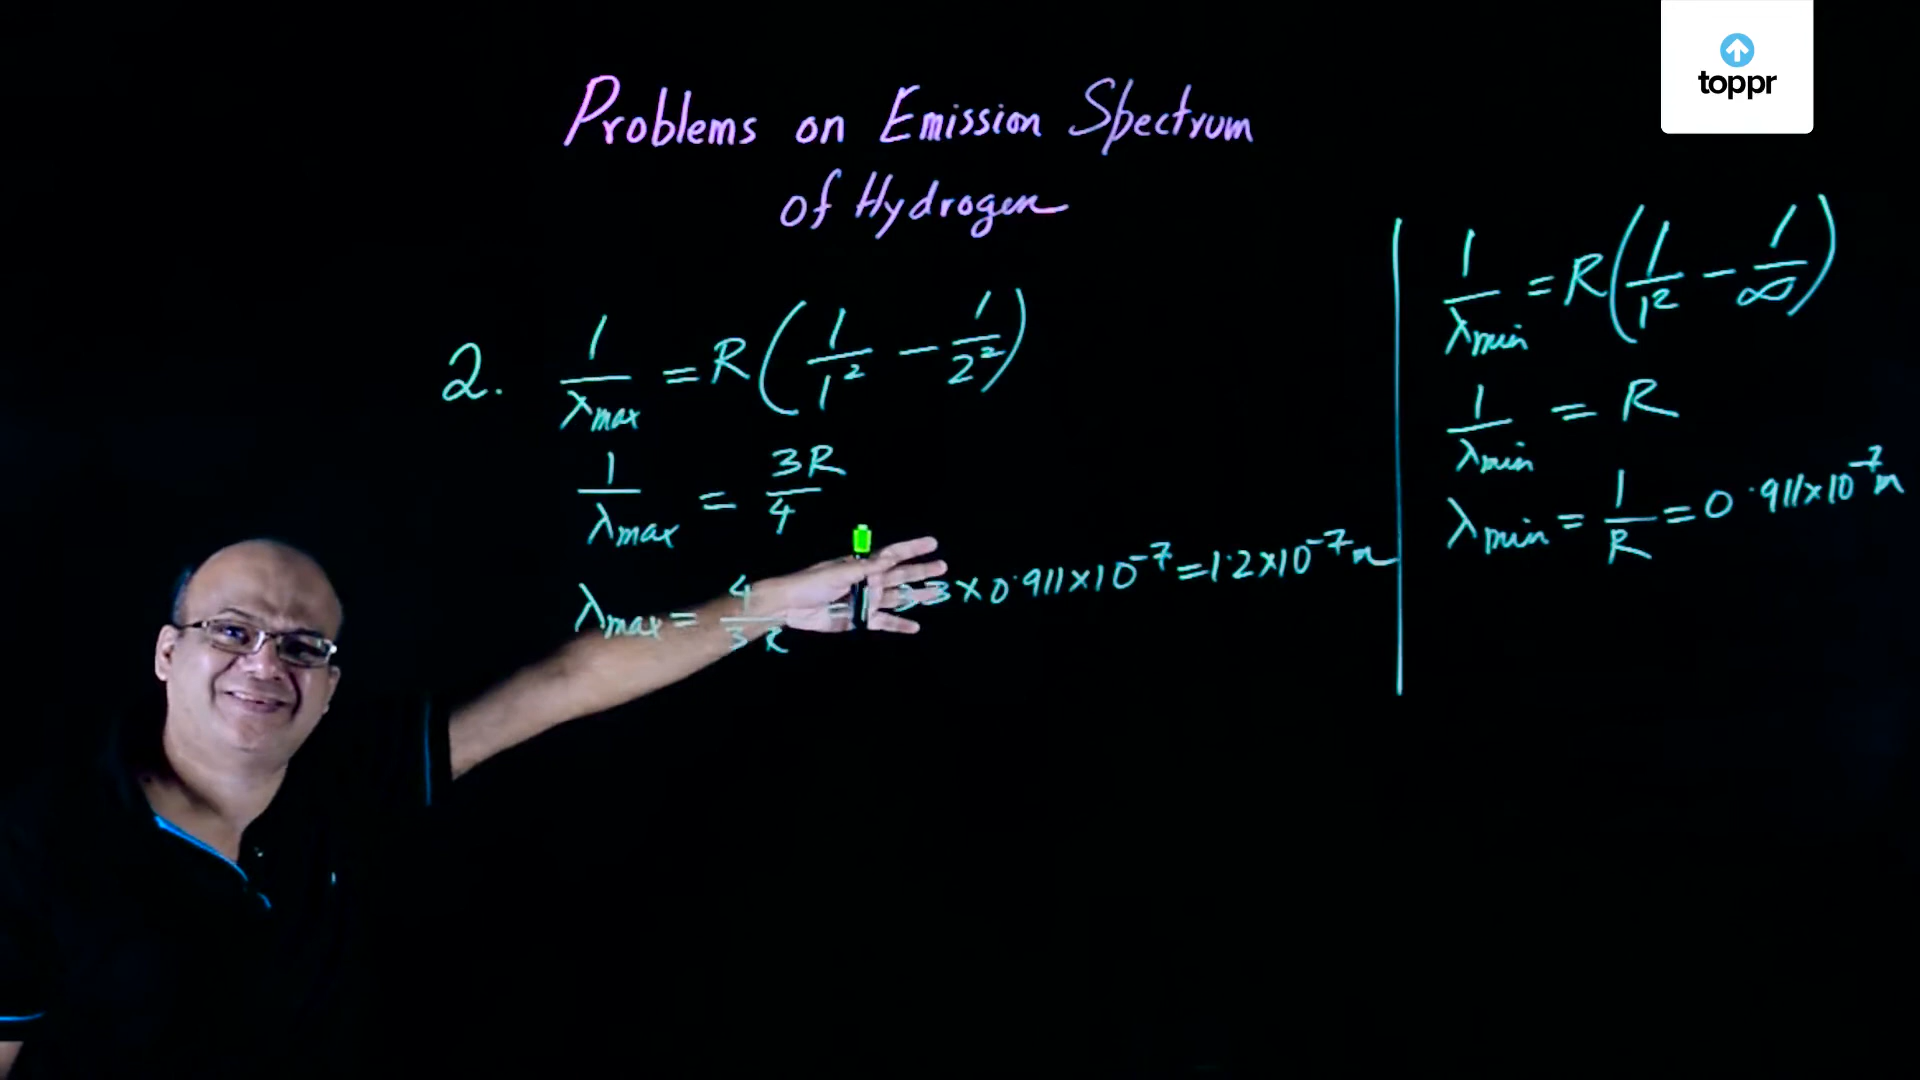 toppr
Problems on Emission Spectrum
of Hydrogen
2. 1/λmax = R(1/1² − 1/2²)
1/λmax = 3R/4
λmax = 4/3R = 1.33 × 0.911 × 10⁻⁷ = 1.2 × 10⁻⁷ m
1/λmin = R(1/1² − 1/∞)
1/λmin = R
λmin = 1/R = 0.911 × 10⁻⁷ m